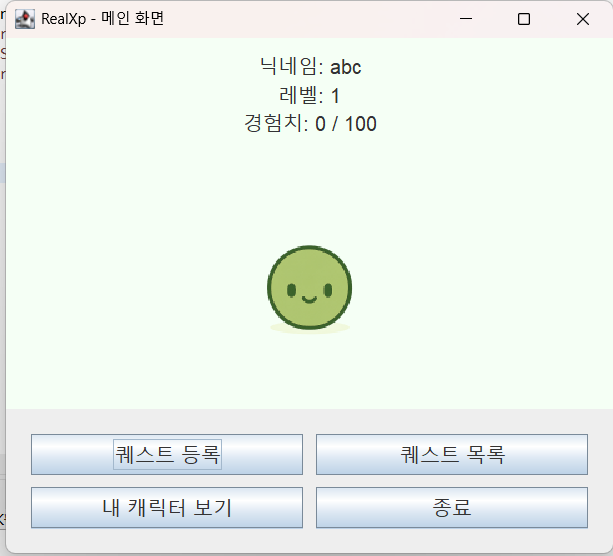 RealXp - 메인 화면
닉네임: abc
레벨: 1
경험치: 0 / 100
퀘스트 등록
퀘스트 목록
내 캐릭터 보기
종료